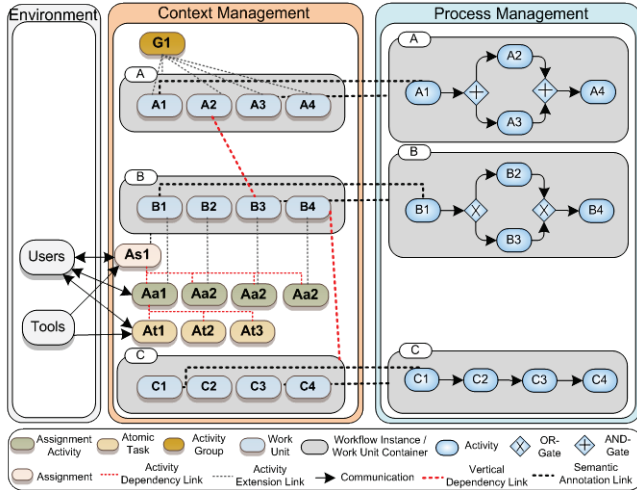 Environment
Context Management
Process Management
G1
A
A1 A2 A3 A4
A
A1
A2
A3
A4
B
B1 B2 B3 B4
B
B1
B2
B3
B4
Users
Tools
As1
Aa1 Aa2 Aa2 Aa2
At1 At2 At3
C
C1 C2 C3 C4
C
C1 C2 C3 C4
Assignment
Activity
Atomic
Task
Activity
Group
Work
Unit
Workflow Instance /
Work Unit Container
Activity
OR-
Gate
AND-
Gate
Assignment
Activity
Dependency Link
Activity
Extension Link
Communication
Vertical
Dependency Link
Semantic
Annotation Link